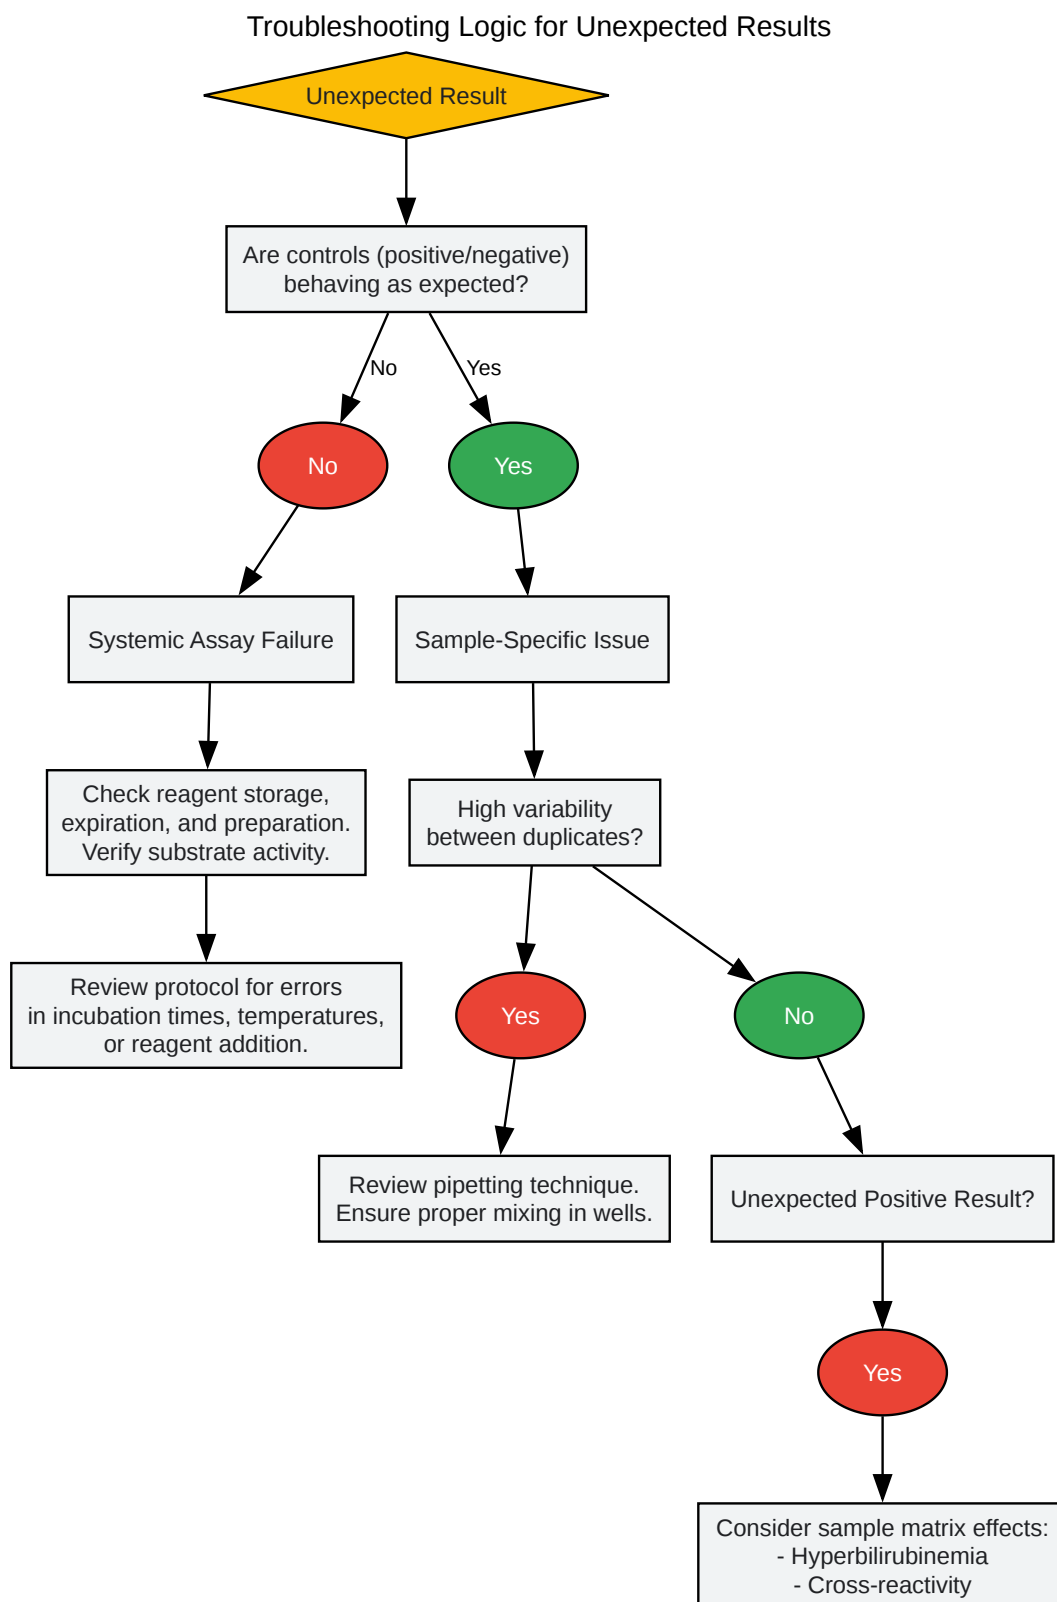 Troubleshooting Logic for Unexpected Results
Unexpected Result
Are controls (positive/negative)
behaving as expected?
No
Yes
No
Yes
Systemic Assay Failure
Sample-Specific Issue
Check reagent storage,
expiration, and preparation.
Verify substrate activity.
High variability
between duplicates?
Review protocol for errors
in incubation times, temperatures,
or reagent addition.
Yes
No
Review pipetting technique.
Ensure proper mixing in wells.
Unexpected Positive Result?
Yes
Consider sample matrix effects:
- Hyperbilirubinemia
- Cross-reactivity